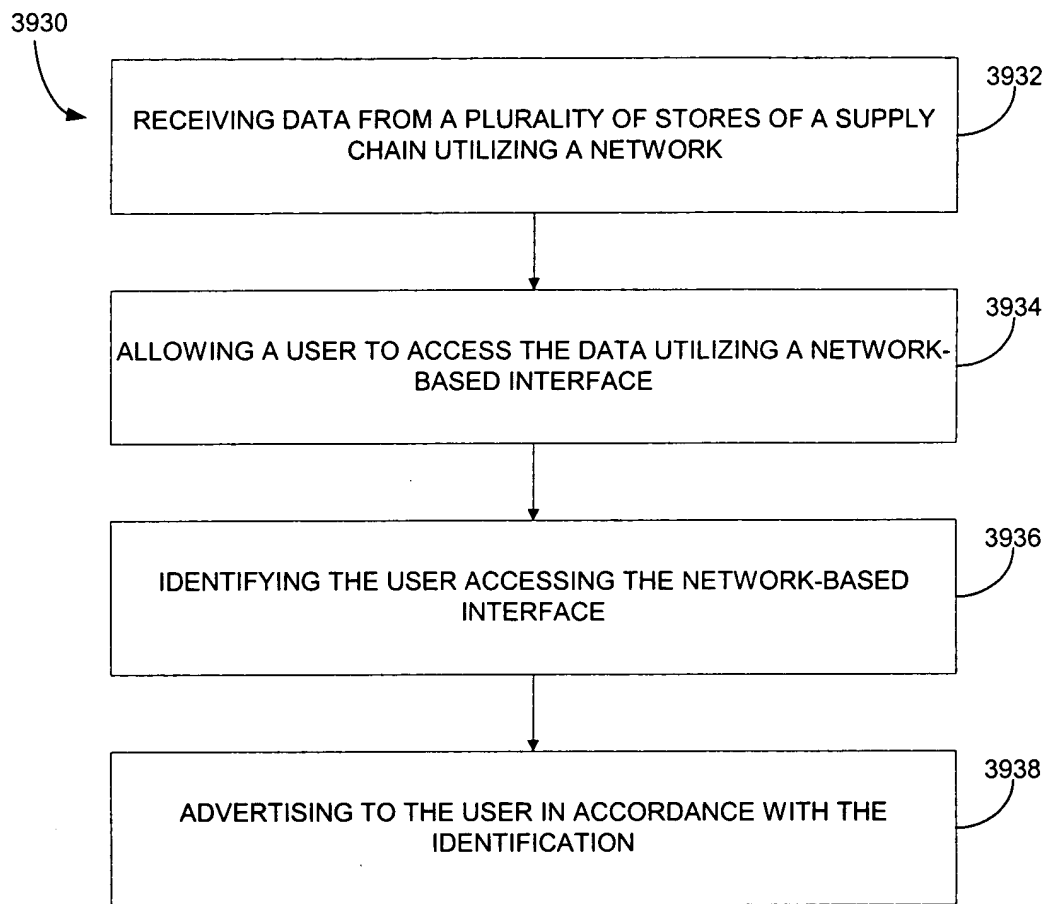 3930
3932
RECEIVING DATA FROM A PLURALITY OF STORES OF A SUPPLY
CHAIN UTILIZING A NETWORK
3934
ALLOWING A USER TO ACCESS THE DATA UTILIZING A NETWORK-
BASED INTERFACE
3936
IDENTIFYING THE USER ACCESSING THE NETWORK-BASED
INTERFACE
3938
ADVERTISING TO THE USER IN ACCORDANCE WITH THE
IDENTIFICATION